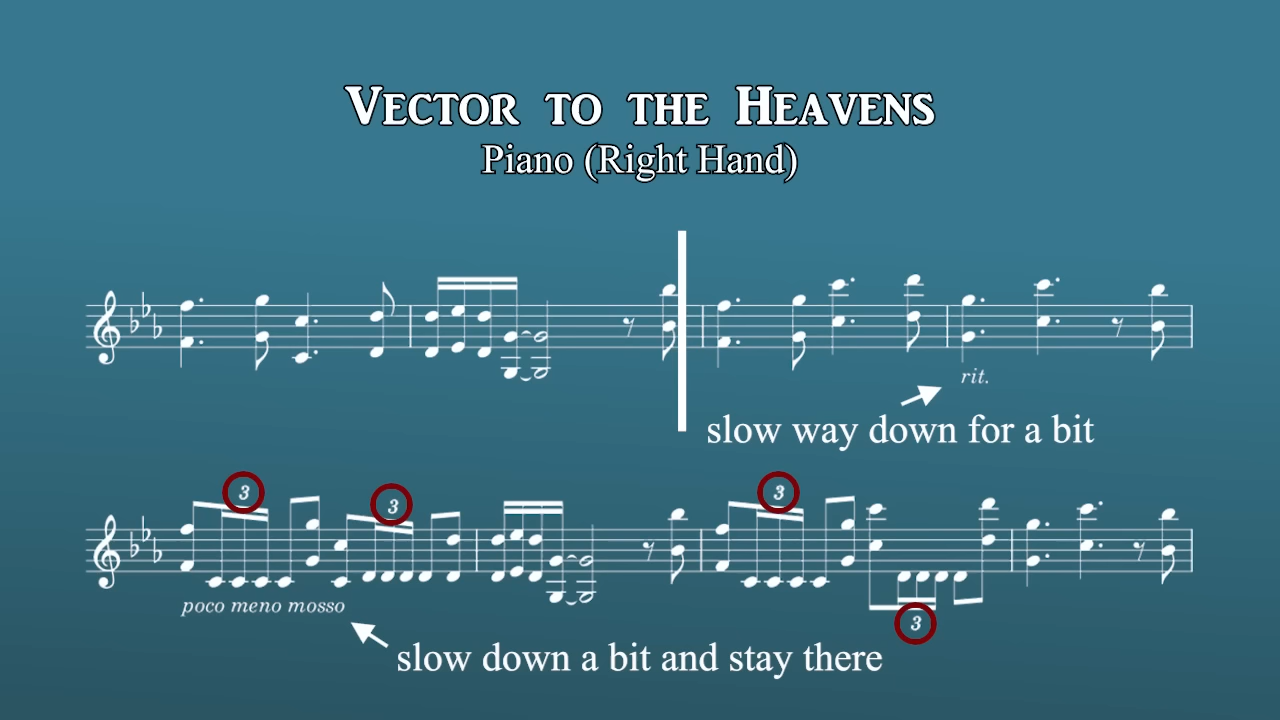 Vector to the Heavens
Piano (Right Hand)
rit.
slow way down for a bit
3 3 3
poco meno mosso
3
slow down a bit and stay there